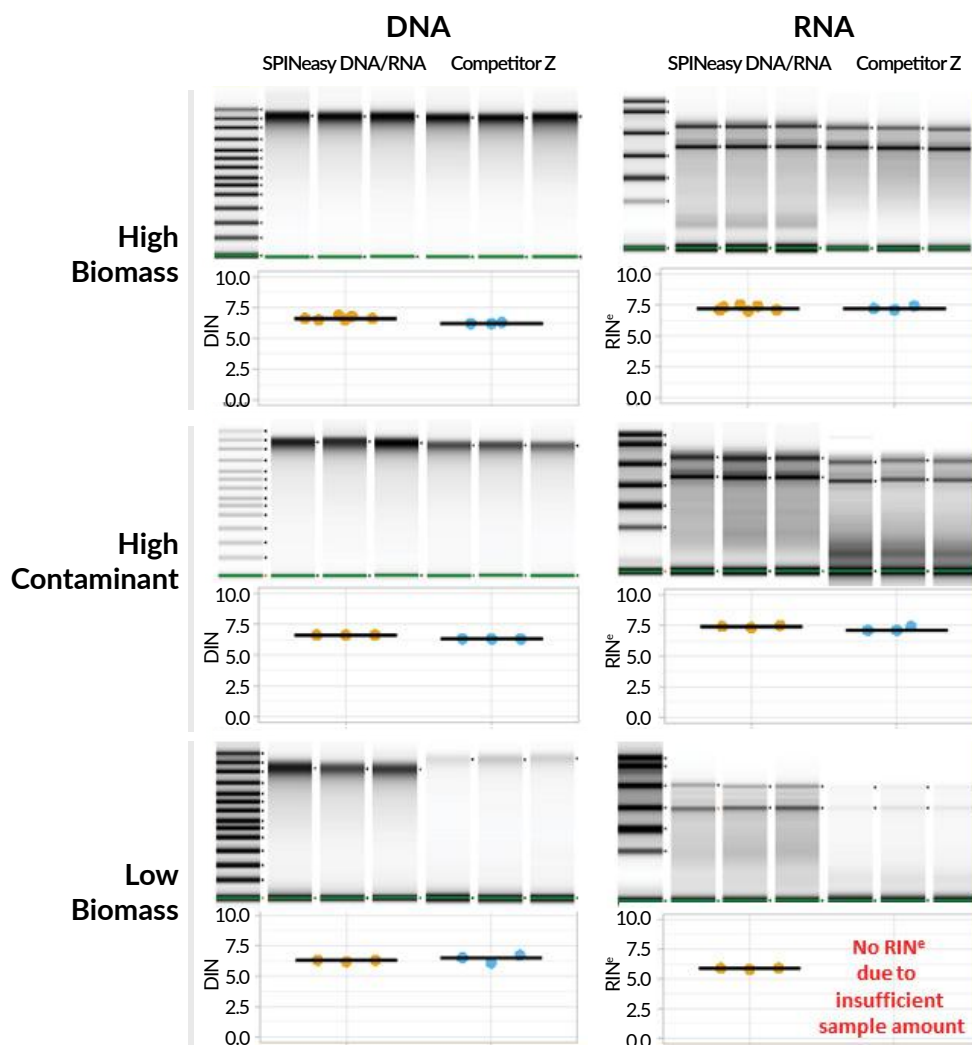 DNA
RNA
SPINeasy DNA/RNA
Competitor Z
SPINeasy DNA/RNA
Competitor Z
High
Biomass
10.0
7.5
5.0
2.5
0.0
DIN
10.0
7.5
5.0
2.5
0.0
RINᵉ
High
Contaminant
10.0
7.5
5.0
2.5
0.0
DIN
10.0
7.5
5.0
2.5
0.0
RINᵉ
Low
Biomass
10.0
7.5
5.0
2.5
0.0
DIN
10.0
7.5
5.0
2.5
0.0
RINᵉ
No RINᵉ
due to
insufficient
sample amount